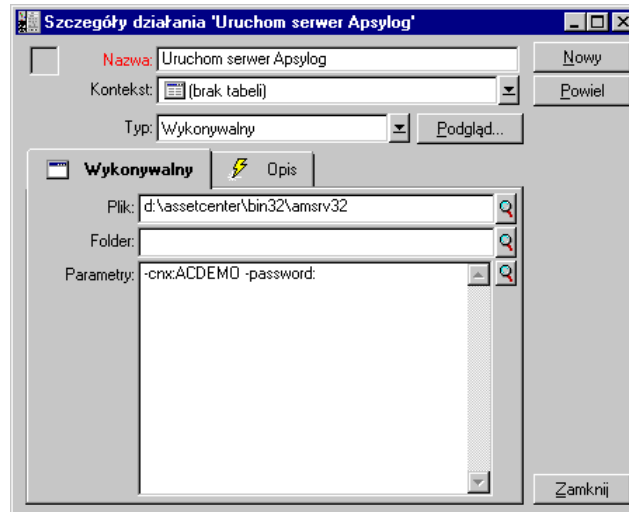 Szczegóły działania 'Uruchom serwer Apsylog'
Nazwa: Uruchom serwer Apsylog
Nowy
Kontekst: (brak tabeli)
Powiel
Typ: Wykonywalny
Podgląd...
Wykonywalny
Opis
Plik: d:\assetcenter\bin32\amsrv32
Folder:
Parametry: -cnx:ACDEMO -password:
Zamknij